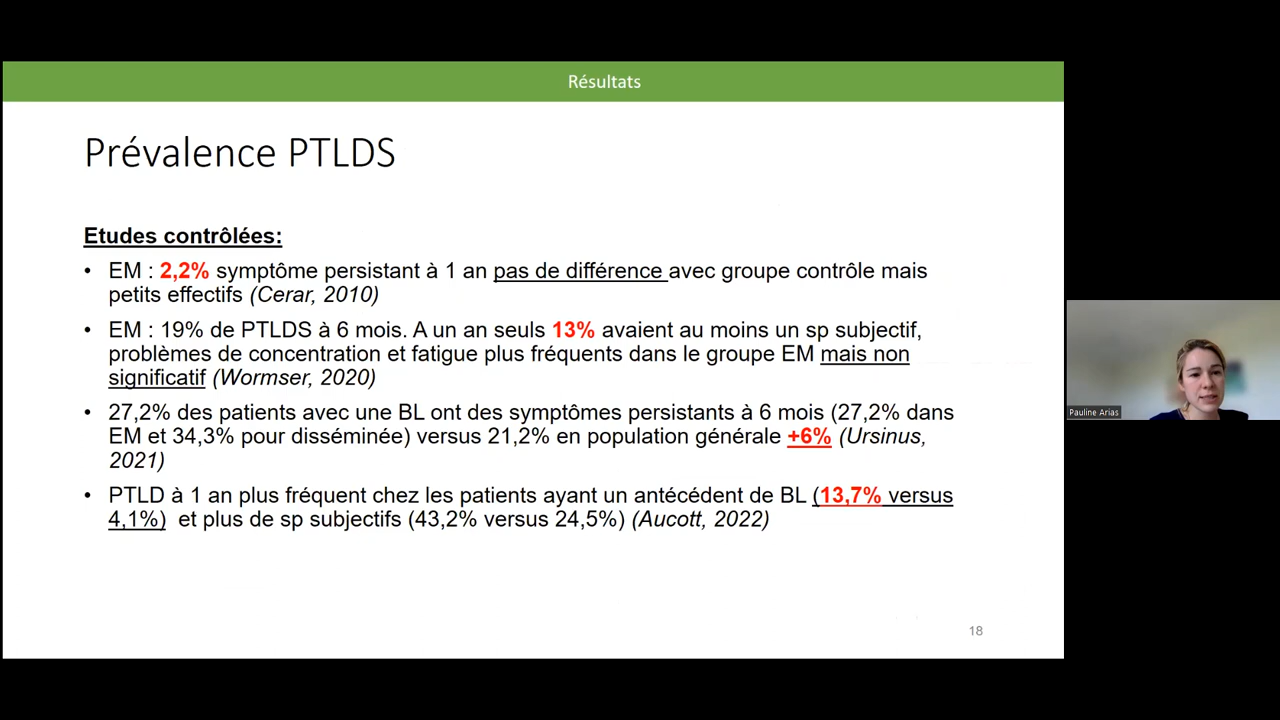 Résultats
Prévalence PTLDS
Etudes contrôlées:
• EM : 2,2% symptôme persistant à 1 an pas de différence avec groupe contrôle mais
petits effectifs (Cerar, 2010)
• EM : 19% de PTLDS à 6 mois. A un an seuls 13% avaient au moins un sp subjectif,
problèmes de concentration et fatigue plus fréquents dans le groupe EM mais non
significatif (Wormser, 2020)
• 27,2% des patients avec une BL ont des symptômes persistants à 6 mois (27,2% dans
EM et 34,3% pour disséminée) versus 21,2% en population générale +6% (Ursinus,
2021)
• PTLD à 1 an plus fréquent chez les patients ayant un antécédent de BL (13,7% versus
4,1%) et plus de sp subjectifs (43,2% versus 24,5%) (Aucott, 2022)
18
Pauline Arias